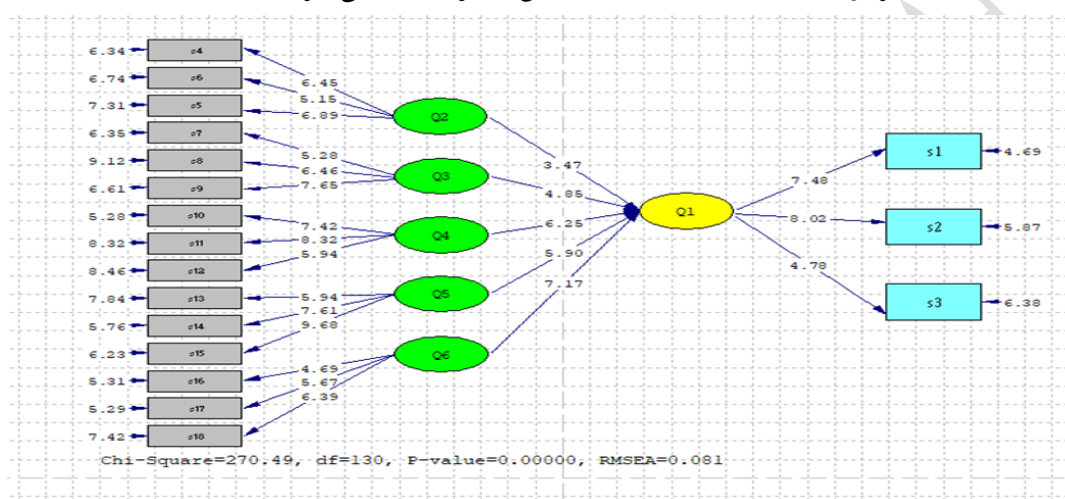 6.34 s4
6.74 s6
7.31 s5
6.35 s7
9.12 s8
6.61 s9
5.28 s10
8.32 s11
8.46 s12
7.84 s13
5.76 s14
6.23 s15
5.31 s16
5.29 s17
7.42 s18
6.45
5.15
6.89
5.28
6.46
7.65
7.42
8.32
5.94
5.94
7.61
9.68
4.69
5.67
6.39
Q2
Q3
Q4
Q5
Q6
3.47
4.85
6.25
5.90
7.17
Q1
7.48
8.02
4.78
s1 4.69
s2 5.87
s3 6.38
Chi-Square=270.49, df=130, P-value=0.00000, RMSEA=0.081